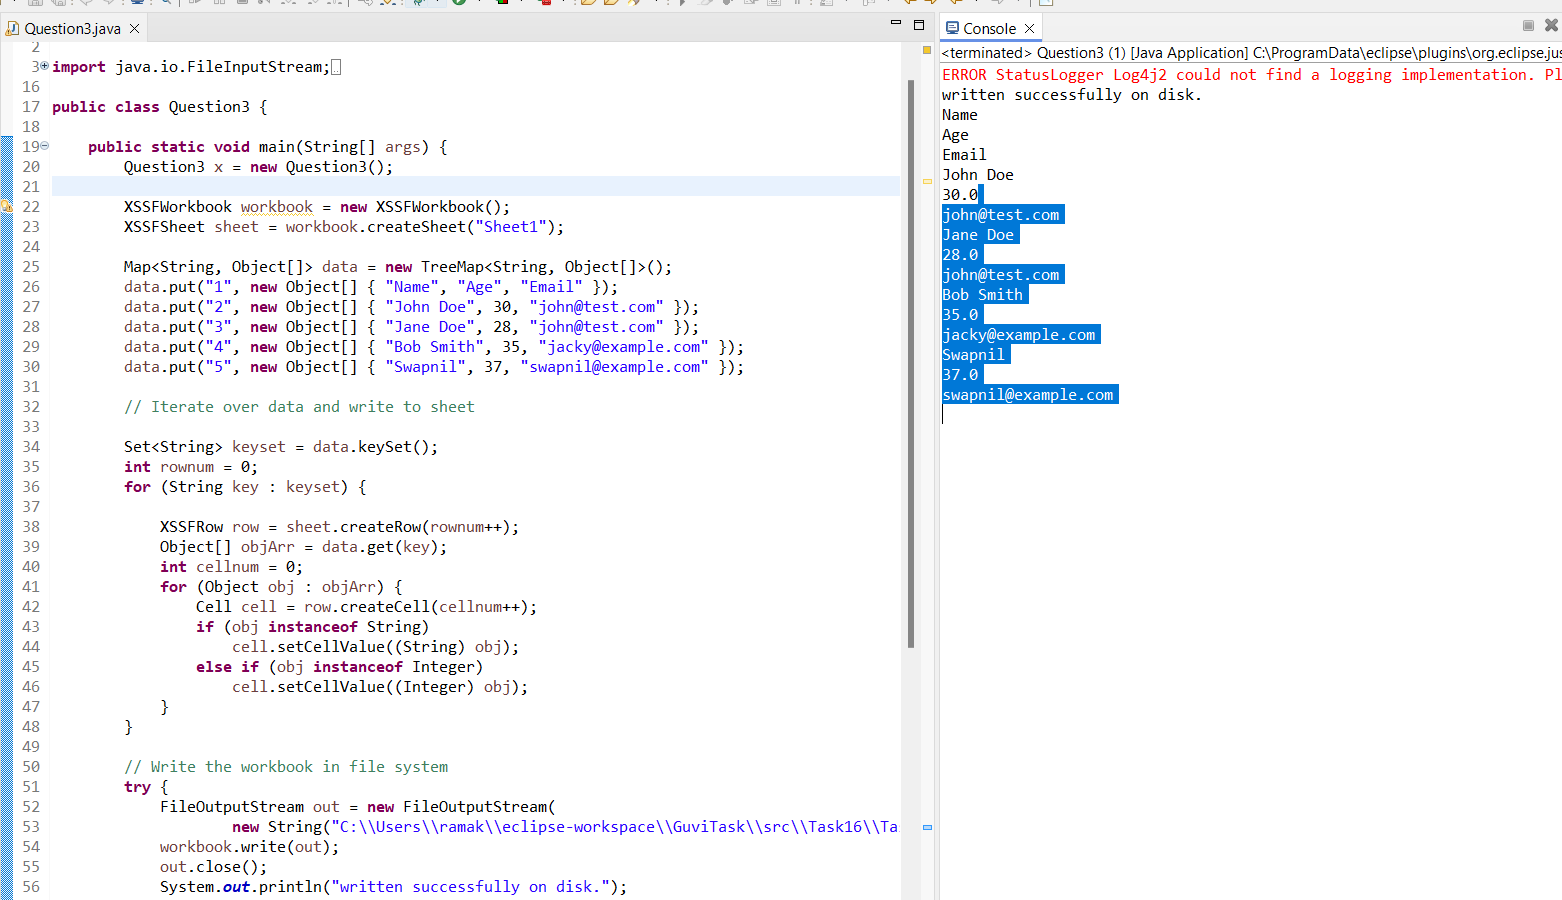 Question3.java
2
3 import java.io.FileInputStream;
16
17 public class Question3 {
18
19     public static void main(String[] args) {
20         Question3 x = new Question3();
21
22         XSSFWorkbook workbook = new XSSFWorkbook();
23         XSSFSheet sheet = workbook.createSheet("Sheet1");
24
25         Map<String, Object[]> data = new TreeMap<String, Object[]>();
26         data.put("1", new Object[] { "Name", "Age", "Email" });
27         data.put("2", new Object[] { "John Doe", 30, "john@test.com" });
28         data.put("3", new Object[] { "Jane Doe", 28, "john@test.com" });
29         data.put("4", new Object[] { "Bob Smith", 35, "jacky@example.com" });
30         data.put("5", new Object[] { "Swapnil", 37, "swapnil@example.com" });
31
32         // Iterate over data and write to sheet
33
34         Set<String> keyset = data.keySet();
35         int rownum = 0;
36         for (String key : keyset) {
37
38             XSSFRow row = sheet.createRow(rownum++);
39             Object[] objArr = data.get(key);
40             int cellnum = 0;
41             for (Object obj : objArr) {
42                 Cell cell = row.createCell(cellnum++);
43                 if (obj instanceof String)
44                     cell.setCellValue((String) obj);
45                 else if (obj instanceof Integer)
46                     cell.setCellValue((Integer) obj);
47             }
48         }
49
50         // Write the workbook in file system
51         try {
52             FileOutputStream out = new FileOutputStream(
53                     new String("C:\\Users\\ramak\\eclipse-workspace\\GuviTask\\src\\Task16\\Ta
54             workbook.write(out);
55             out.close();
56             System.out.println("written successfully on disk.");
Console
<terminated> Question3 (1) [Java Application] C:\ProgramData\eclipse\plugins\org.eclipse.jus
ERROR StatusLogger Log4j2 could not find a logging implementation. Pl
written successfully on disk.
Name
Age
Email
John Doe
30.0
john@test.com
Jane Doe
28.0
john@test.com
Bob Smith
35.0
jacky@example.com
Swapnil
37.0
swapnil@example.com